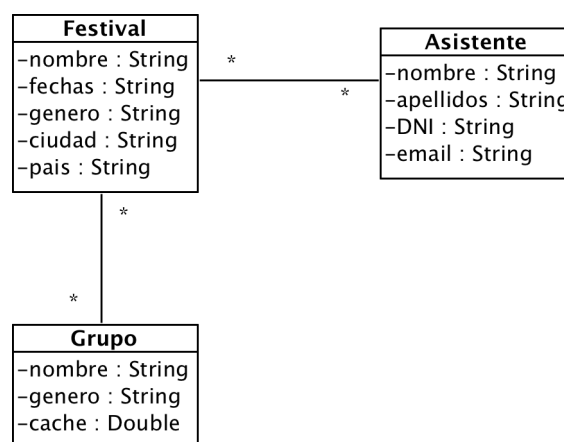 Festival
-nombre : String
-fechas : String
-genero : String
-ciudad : String
-pais : String
*
*
Asistente
-nombre : String
-apellidos : String
-DNI : String
-email : String
*
*
Grupo
-nombre : String
-genero : String
-cache : Double